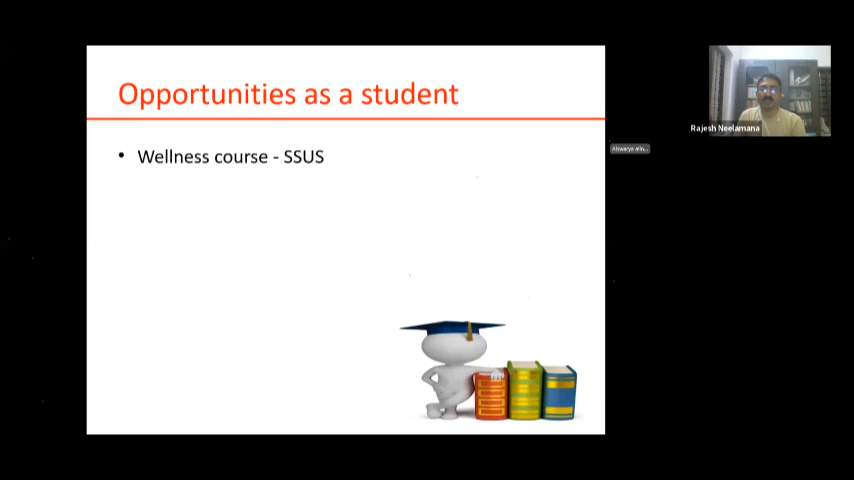 Opportunities as a student
• Wellness course - SSUS
Rajesh Neelamana